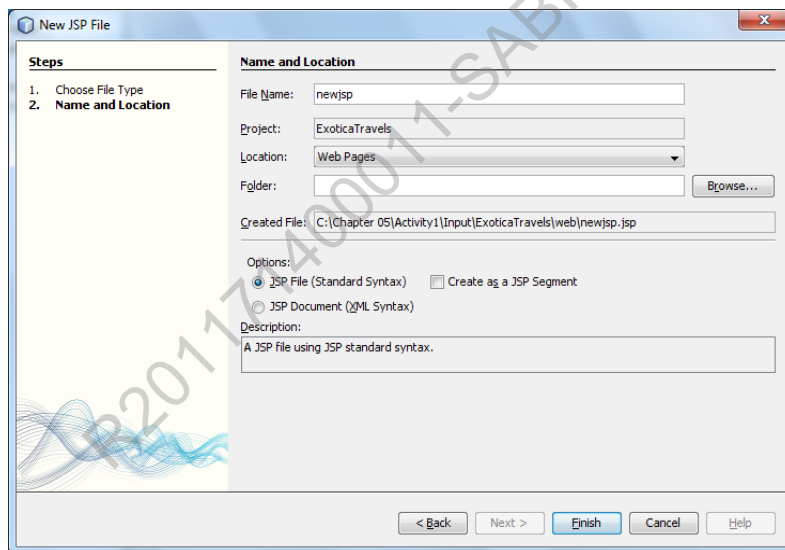 New JSP File
Steps
1. Choose File Type
2. Name and Location
Name and Location
File Name: newjsp
Project: ExoticaTravels
Location: Web Pages
Folder: Browse...
Created File: C:\Chapter 05\Activity1\Input\ExoticaTravels\web\newjsp.jsp
Options:
JSP File (Standard Syntax) Create as a JSP Segment
JSP Document (XML Syntax)
Description:
A JSP file using JSP standard syntax.
< Back Next > Finish Cancel Help